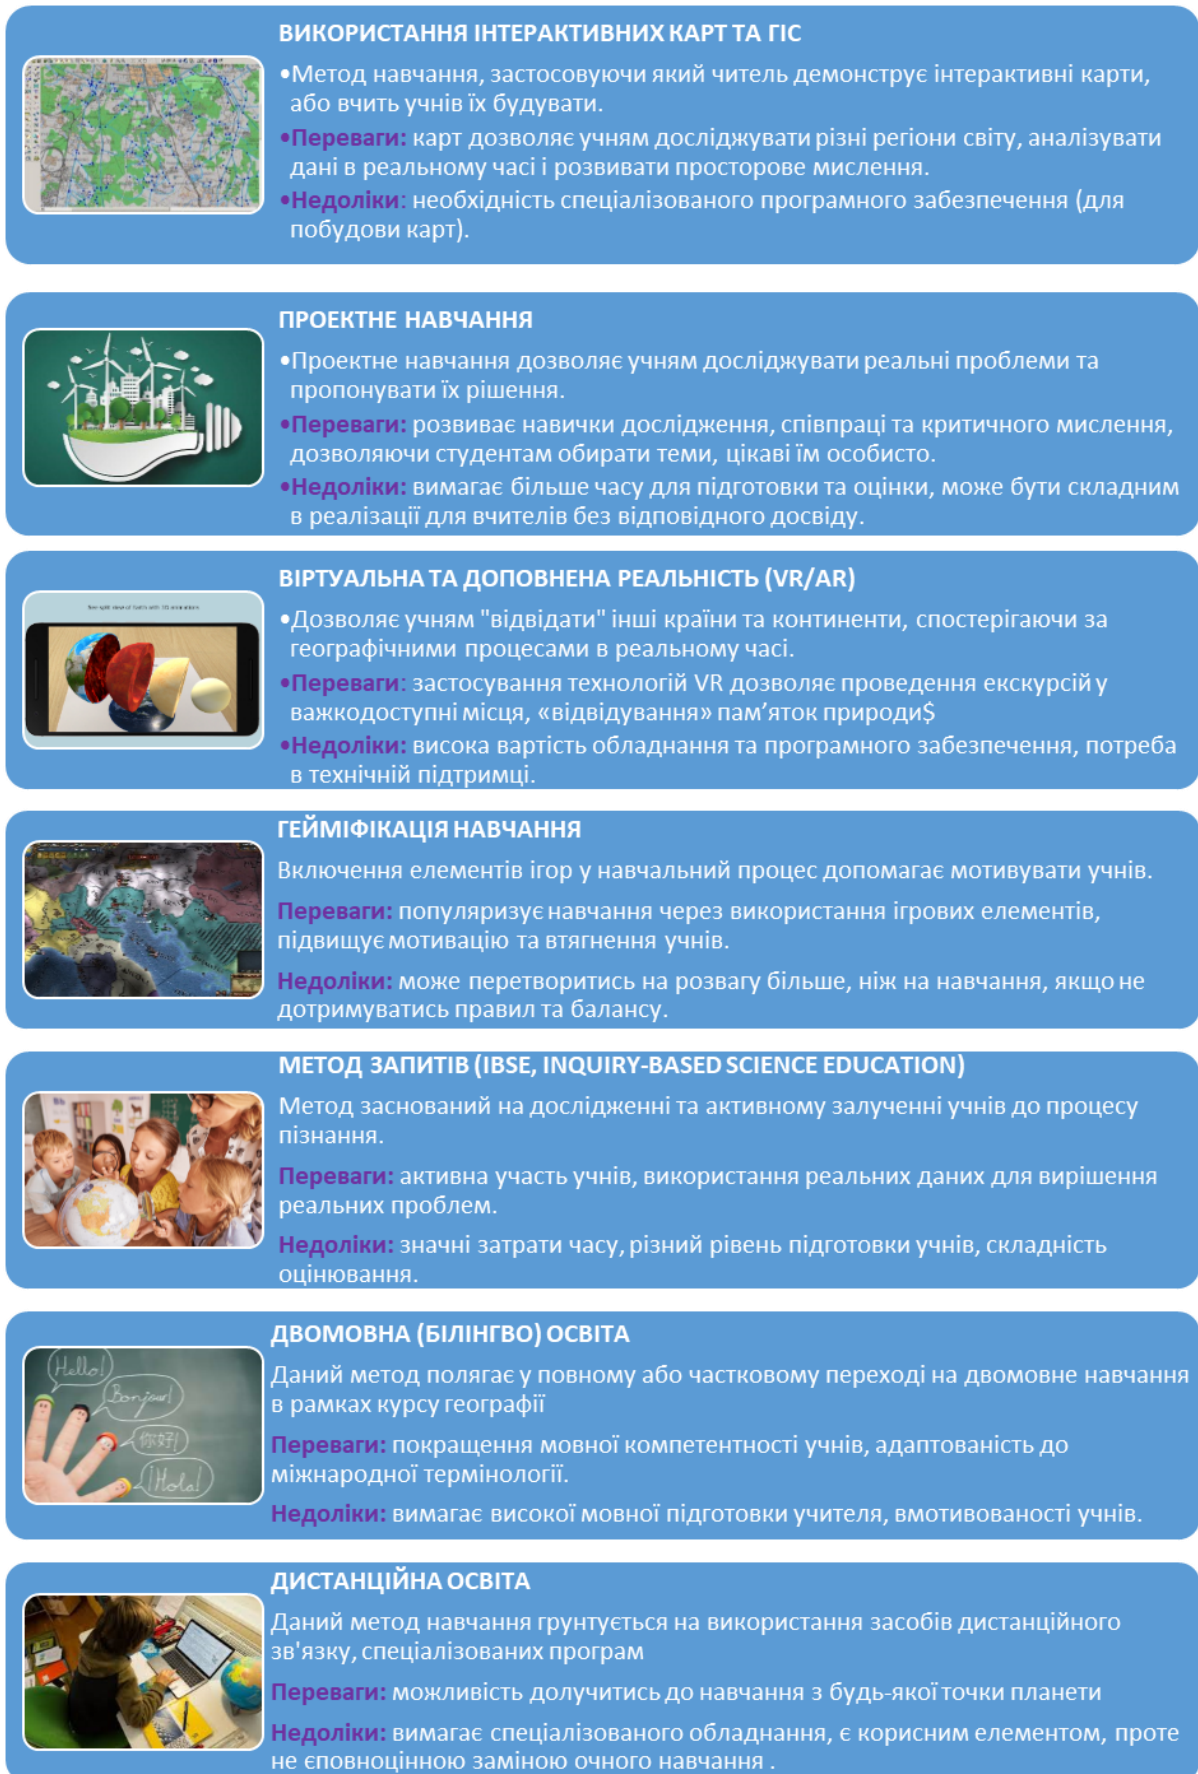 ВИКОРИСТАННЯ ІНТЕРАКТИВНИХ КАРТ ТА ГІС
•Метод навчання, застосовуючи який читель демонструє інтерактивні карти,
або вчить учнів їх будувати.
•Переваги: карт дозволяє учням досліджувати різні регіони світу, аналізувати
дані в реальному часі і розвивати просторове мислення.
•Недоліки: необхідність спеціалізованого програмного забезпечення (для
побудови карт).
ПРОЕКТНЕ НАВЧАННЯ
•Проектне навчання дозволяє учням досліджувати реальні проблеми та
пропонувати їх рішення.
•Переваги: розвиває навички дослідження, співпраці та критичного мислення,
дозволяючи студентам обирати теми, цікаві їм особисто.
•Недоліки: вимагає більше часу для підготовки та оцінки, може бути складним
в реалізації для вчителів без відповідного досвіду.
ВІРТУАЛЬНА ТА ДОПОВНЕНА РЕАЛЬНІСТЬ (VR/AR)
•Дозволяє учням "відвідати" інші країни та континенти, спостерігаючи за
географічними процесами в реальному часі.
•Переваги: застосування технологій VR дозволяє проведення екскурсій у
важкодоступні місця, «відвідування» пам’яток природи$
•Недоліки: висока вартість обладнання та програмного забезпечення, потреба
в технічній підтримці.
ГЕЙМІФІКАЦІЯ НАВЧАННЯ
Включення елементів ігор у навчальний процес допомагає мотивувати учнів.
Переваги: популяризує навчання через використання ігрових елементів,
підвищує мотивацію та втягнення учнів.
Недоліки: може перетворитись на розвагу більше, ніж на навчання, якщо не
дотримуватись правил та балансу.
МЕТОД ЗАПИТІВ (IBSE, INQUIRY-BASED SCIENCE EDUCATION)
Метод заснований на дослідженні та активному залученні учнів до процесу
пізнання.
Переваги: активна участь учнів, використання реальних даних для вирішення
реальних проблем.
Недоліки: значні затрати часу, різний рівень підготовки учнів, складність
оцінювання.
ДВОМОВНА (БІЛІНГВО) ОСВІТА
Hello!
Bonjour!
你好!
¡Hola!
Даний метод полягає у повному або частковому переході на двомовне навчання
в рамках курсу географії
Переваги: покращення мовної компетентності учнів, адаптованість до
міжнародної термінології.
Недоліки: вимагає високої мовної підготовки учителя, вмотивованості учнів.
ДИСТАНЦІЙНА ОСВІТА
Даний метод навчання грунтується на використання засобів дистанційного
зв'язку, спеціалізованих програм
Переваги: можливість долучитись до навчання з будь-якої точки планети
Недоліки: вимагає спеціалізованого обладнання, є корисним елементом, проте
не єповноцінною заміною очного навчання .